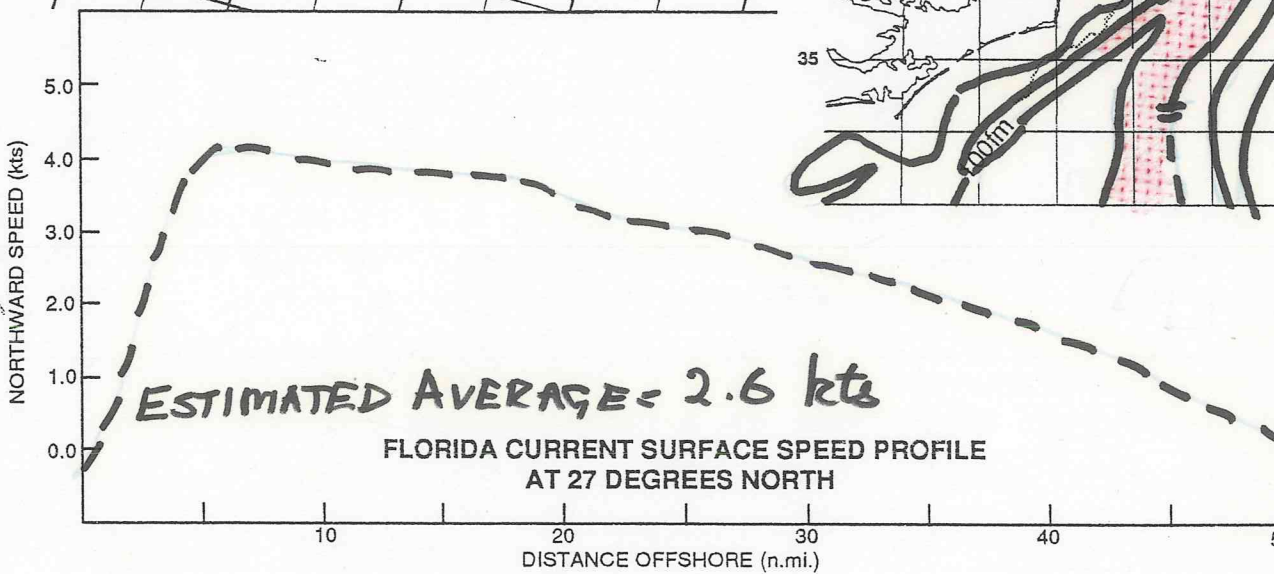 35
100fm
5.0
4.0
3.0
2.0
1.0
0.0
NORTHWARD SPEED (kts)
ESTIMATED AVERAGE = 2.6 kts
FLORIDA CURRENT SURFACE SPEED PROFILE
AT 27 DEGREES NORTH
10
20
30
40
DISTANCE OFFSHORE (n.mi.)